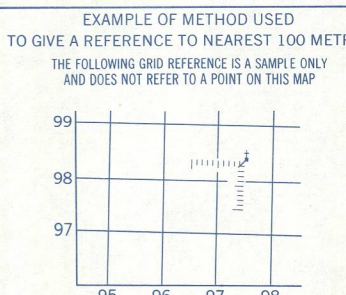 EXAMPLE OF METHOD USED
TO GIVE A REFERENCE TO NEAREST 100 METR
THE FOLLOWING GRID REFERENCE IS A SAMPLE ONLY
AND DOES NOT REFER TO A POINT ON THIS MAP
99
98
97
95 96 97 98